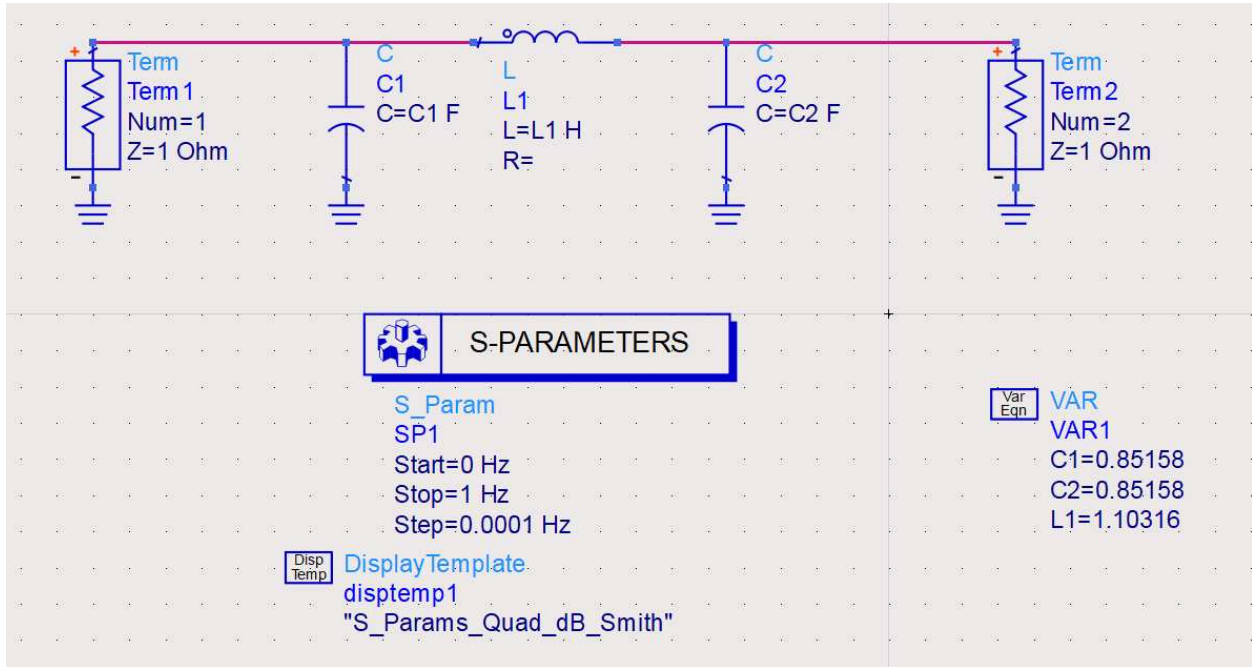 +
Term
Term1
Num=1
Z=1 Ohm
-
C
C1
C=C1 F
L
L1
L=L1 H
R=
C
C2
C=C2 F
+
Term
Term2
Num=2
Z=1 Ohm
-
S-PARAMETERS
S_Param
SP1
Start=0 Hz
Stop=1 Hz
Step=0.0001 Hz
Disp
Temp
DisplayTemplate
disptemp1
"S_Params_Quad_dB_Smith"
Var
Eqn
VAR
VAR1
C1=0.85158
C2=0.85158
L1=1.10316